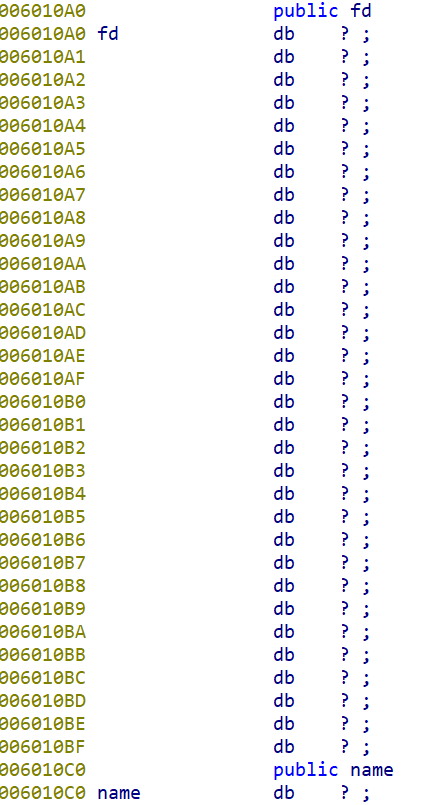 006010A0 public fd
006010A0 fd db ? ;
006010A1 db ? ;
006010A2 db ? ;
006010A3 db ? ;
006010A4 db ? ;
006010A5 db ? ;
006010A6 db ? ;
006010A7 db ? ;
006010A8 db ? ;
006010A9 db ? ;
006010AA db ? ;
006010AB db ? ;
006010AC db ? ;
006010AD db ? ;
006010AE db ? ;
006010AF db ? ;
006010B0 db ? ;
006010B1 db ? ;
006010B2 db ? ;
006010B3 db ? ;
006010B4 db ? ;
006010B5 db ? ;
006010B6 db ? ;
006010B7 db ? ;
006010B8 db ? ;
006010B9 db ? ;
006010BA db ? ;
006010BB db ? ;
006010BC db ? ;
006010BD db ? ;
006010BE db ? ;
006010BF db ? ;
006010C0 public name
006010C0 name db ? ;